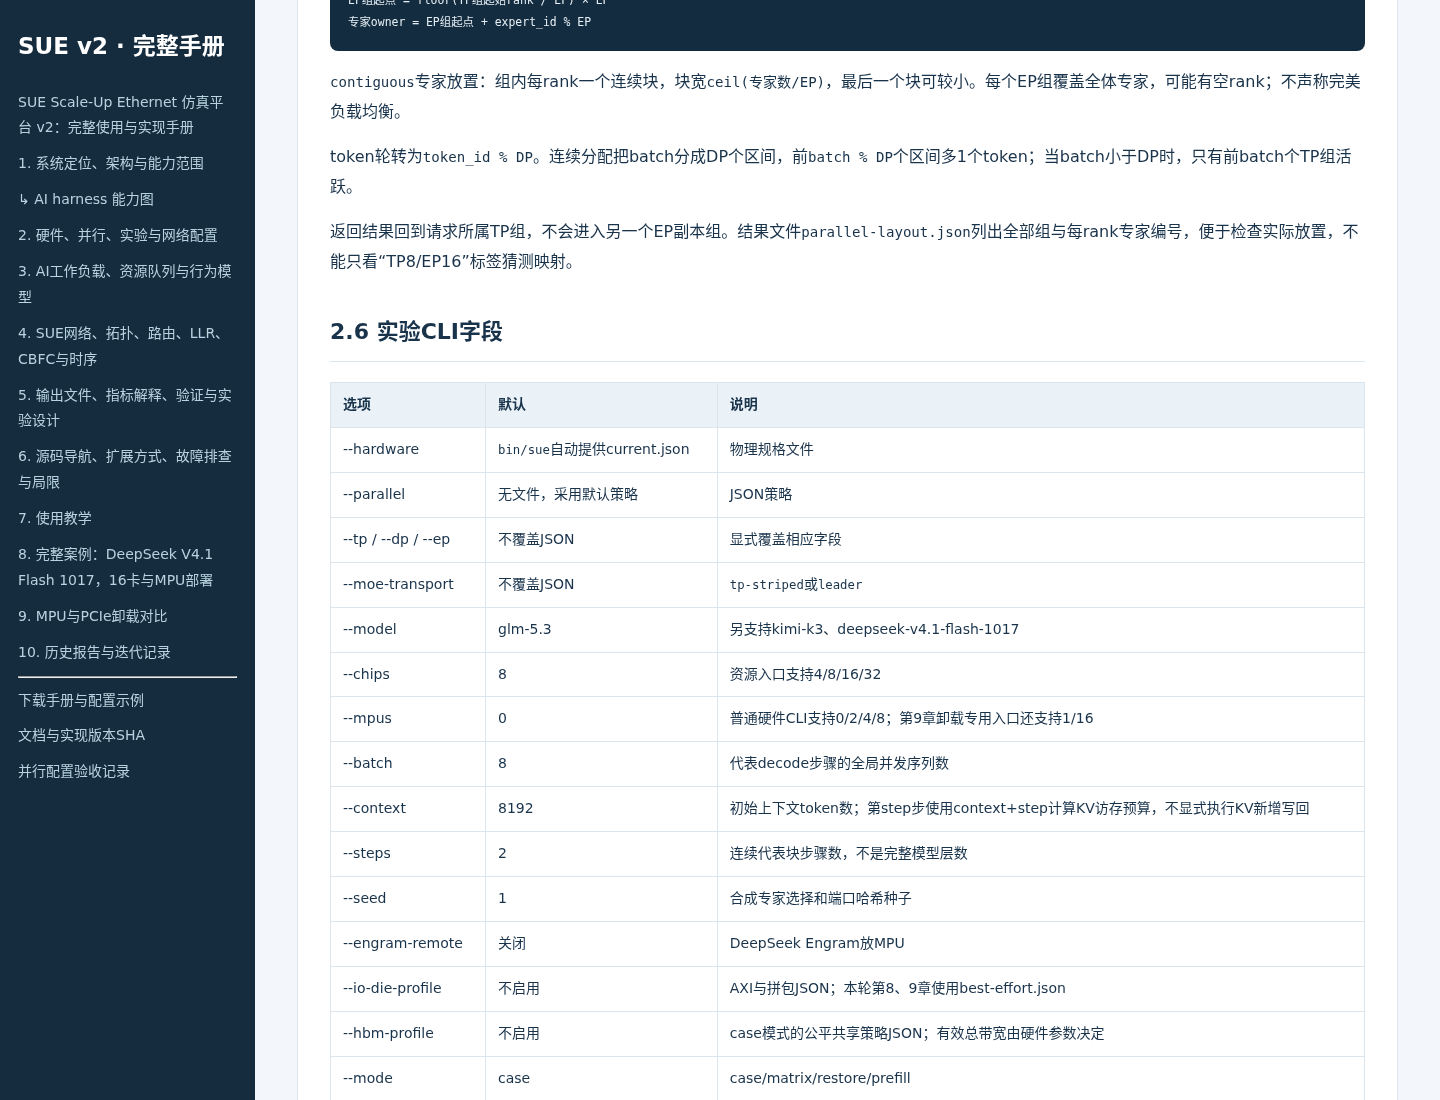 SUE v2 · 完整手册
SUE Scale-Up Ethernet 仿真平
台 v2：完整使用与实现手册
1. 系统定位、架构与能力范围
↳ AI harness 能力图
2. 硬件、并行、实验与网络配置
3. AI工作负载、资源队列与行为模
型
4. SUE网络、拓扑、路由、LLR、
CBFC与时序
5. 输出文件、指标解释、验证与实
验设计
6. 源码导航、扩展方式、故障排查
与局限
7. 使用教学
8. 完整案例：DeepSeek V4.1
Flash 1017，16卡与MPU部署
9. MPU与PCIe卸载对比
10. 历史报告与迭代记录
下载手册与配置示例
文档与实现版本SHA
并行配置验收记录
EP组起点 = floor(TP组起始rank / EP) × EP
专家owner = EP组起点 + expert_id % EP
contiguous专家放置：组内每rank一个连续块，块宽ceil(专家数/EP)，最后一个块可较小。每个EP组覆盖全体专家，可能有空rank；不声称完美
负载均衡。
token轮转为token_id % DP。连续分配把batch分成DP个区间，前batch % DP个区间多1个token；当batch小于DP时，只有前batch个TP组活
跃。
返回结果回到请求所属TP组，不会进入另一个EP副本组。结果文件parallel-layout.json列出全部组与每rank专家编号，便于检查实际放置，不
能只看“TP8/EP16”标签猜测映射。
2.6 实验CLI字段
选项 默认 说明
--hardware bin/sue自动提供current.json 物理规格文件
--parallel 无文件，采用默认策略 JSON策略
--tp / --dp / --ep 不覆盖JSON 显式覆盖相应字段
--moe-transport 不覆盖JSON tp-striped或leader
--model glm-5.3 另支持kimi-k3、deepseek-v4.1-flash-1017
--chips 8 资源入口支持4/8/16/32
--mpus 0 普通硬件CLI支持0/2/4/8；第9章卸载专用入口还支持1/16
--batch 8 代表decode步骤的全局并发序列数
--context 8192 初始上下文token数；第step步使用context+step计算KV访存预算，不显式执行KV新增写回
--steps 2 连续代表块步骤数，不是完整模型层数
--seed 1 合成专家选择和端口哈希种子
--engram-remote 关闭 DeepSeek Engram放MPU
--io-die-profile 不启用 AXI与拼包JSON；本轮第8、9章使用best-effort.json
--hbm-profile 不启用 case模式的公平共享策略JSON；有效总带宽由硬件参数决定
--mode case case/matrix/restore/prefill